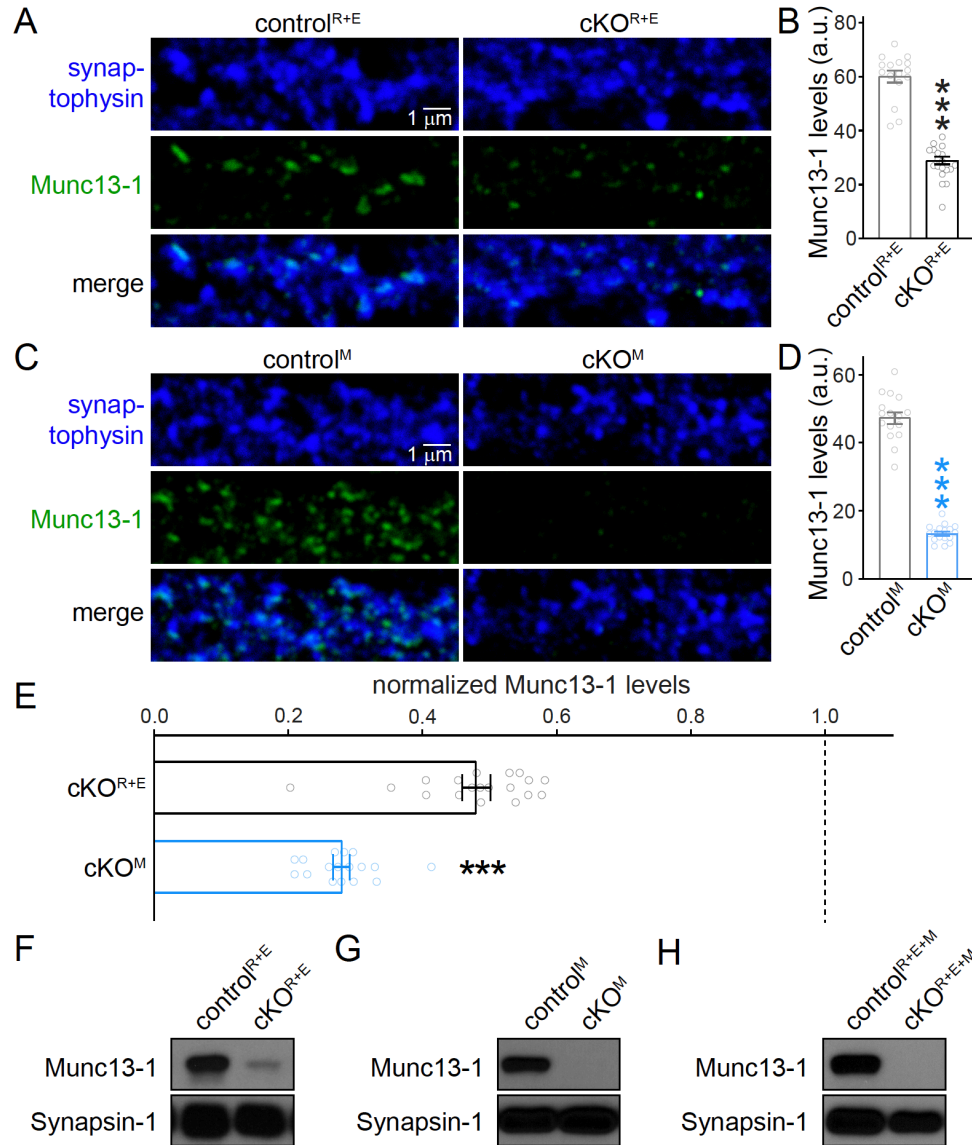 A
control^R+E
cKO^R+E
synap-
tophysin
1 μm
Munc13-1
merge
B
Munc13-1 levels (a.u.)
80
60
40
20
0
***
control^R+E
cKO^R+E
C
control^M
cKO^M
synap-
tophysin
1 μm
Munc13-1
merge
D
Munc13-1 levels (a.u.)
60
40
20
0
***
control^M
cKO^M
E
normalized Munc13-1 levels
0.0 0.2 0.4 0.6 0.8 1.0
cKO^R+E
cKO^M
***
F
control^R+E
cKO^R+E
Munc13-1
Synapsin-1
G
control^M
cKO^M
Munc13-1
Synapsin-1
H
control^R+E+M
cKO^R+E+M
Munc13-1
Synapsin-1